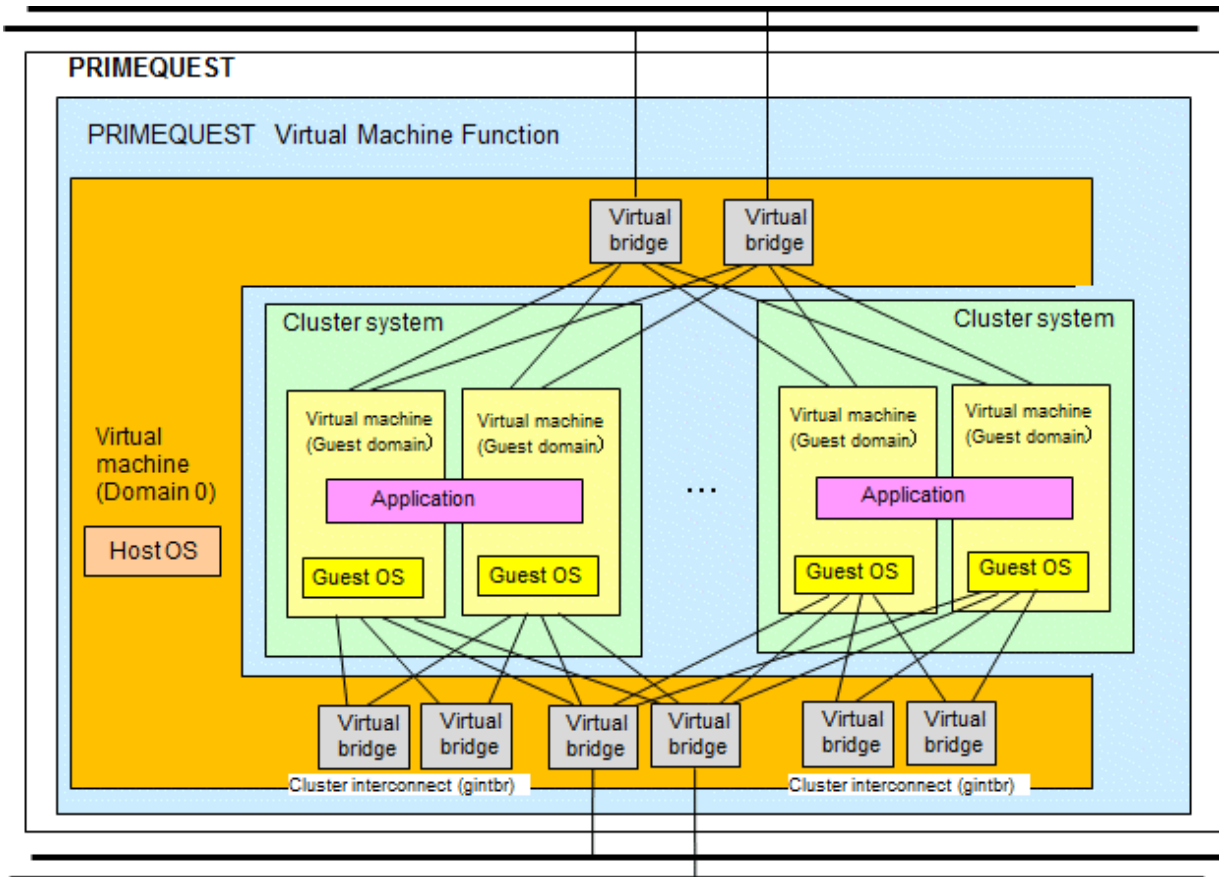 PRIMEQUEST
PRIMEQUEST Virtual Machine Function
Virtual
bridge
Virtual
bridge
Cluster system
Cluster system
Virtual machine
(Guest domain)
Virtual machine
(Guest domain)
Virtual machine
(Guest domain)
Virtual machine
(Guest domain)
Virtual
machine
(Domain 0)
Application
...
Application
Host OS
Guest OS
Guest OS
Guest OS
Guest OS
Virtual
bridge
Virtual
bridge
Virtual
bridge
Virtual
bridge
Virtual
bridge
Virtual
bridge
Cluster interconnect (gintbr)
Cluster interconnect (gintbr)